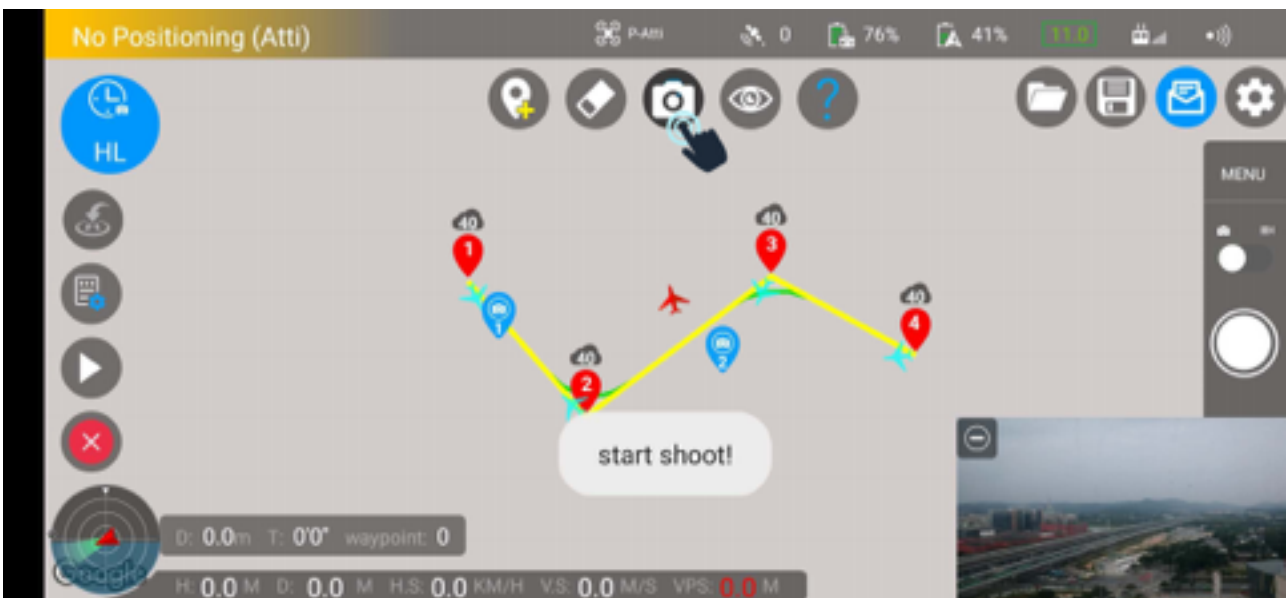 No Positioning (Atti) P-Atti 0 76% 41% 11.0
HL
MENU
40 40
1 3
40
1 4
40 2
2
start shoot!
D: 0.0m T: 0'0" waypoint: 0
Google
H: 0.0 M D: 0.0 M H.S: 0.0 KM/H V.S: 0.0 M/S VPS: 0.0 M